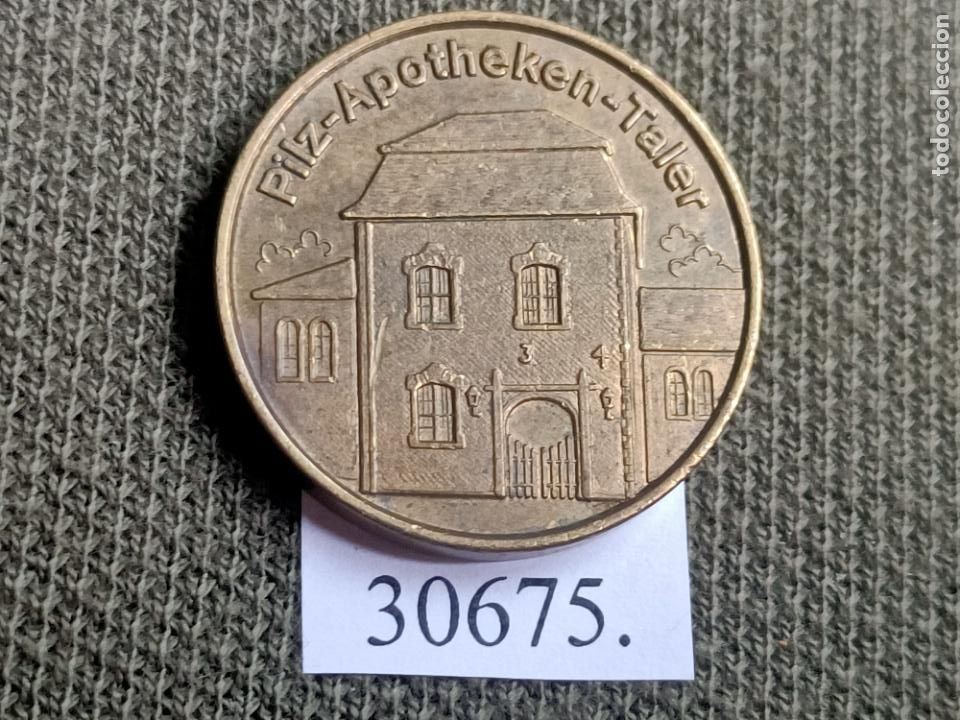 Pilz-Apotheken-Taler
3 4
30675.
todocoleccion